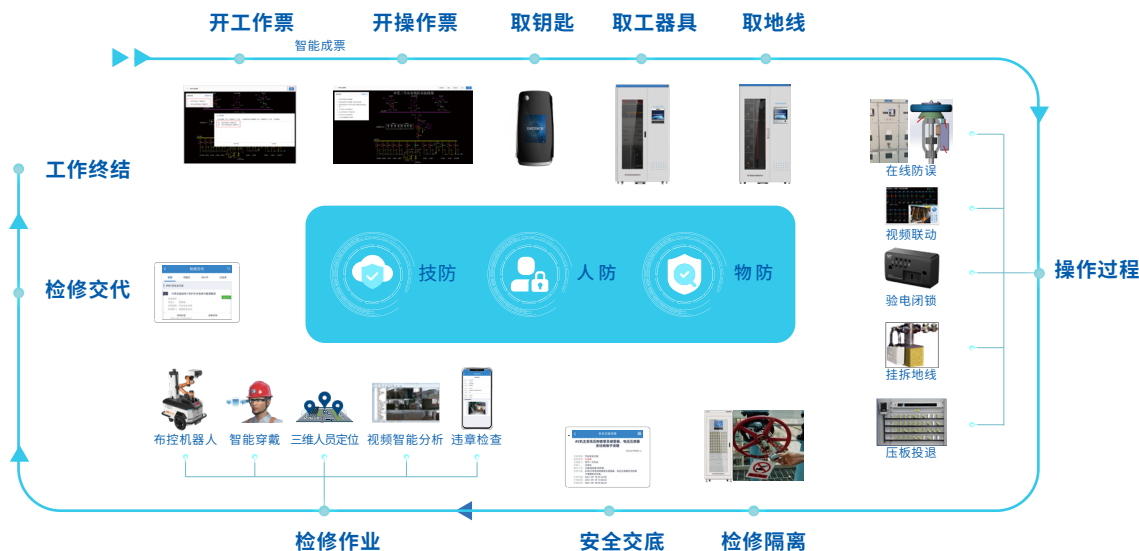 开工作票
开操作票
取钥匙
取工器具
取地线
智能成票
在线防误
视频联动
验电闭锁
挂拆地线
压板投退
操作过程
工作终结
检修交代
技防
人防
物防
布控机器人
智能穿戴
三维人员定位
视频智能分析
违章检查
检修作业
安全交底
检修隔离